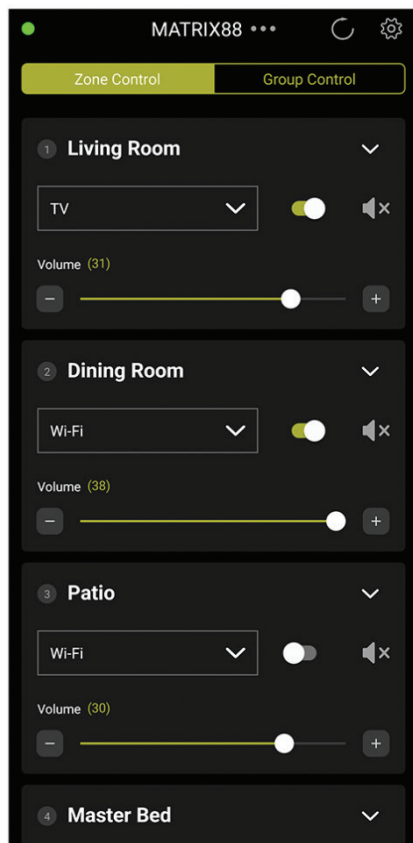 MATRIX88 •••
Zone Control Group Control
1 Living Room
TV
Volume (31)
− +
2 Dining Room
Wi-Fi
Volume (38)
− +
3 Patio
Wi-Fi
Volume (30)
− +
4 Master Bed